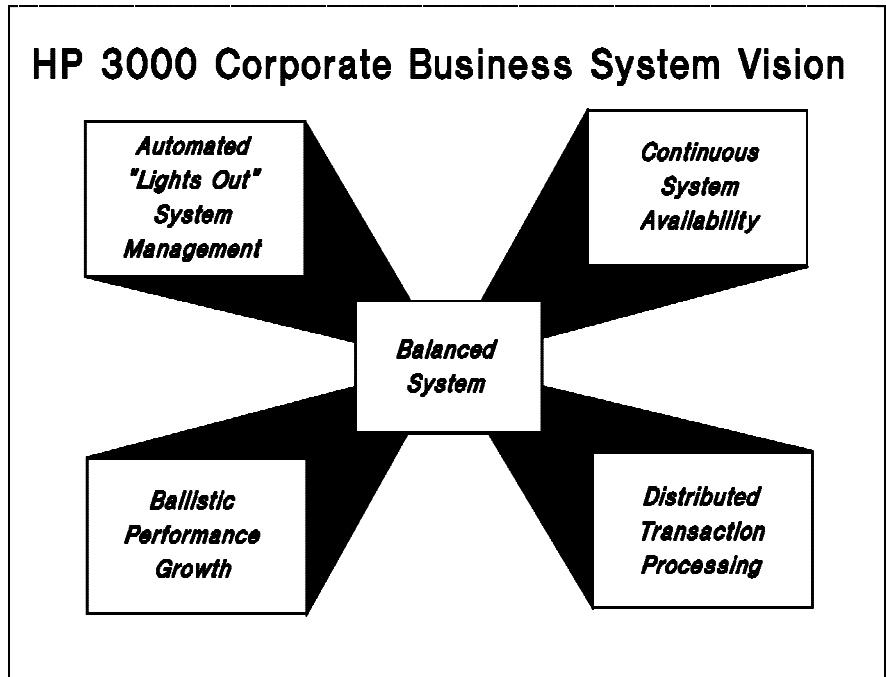 HP 3000 Corporate Business System Vision
Automated
"Lights Out"
System
Management
Continuous
System
Availability
Balanced
System
Ballistic
Performance
Growth
Distributed
Transaction
Processing